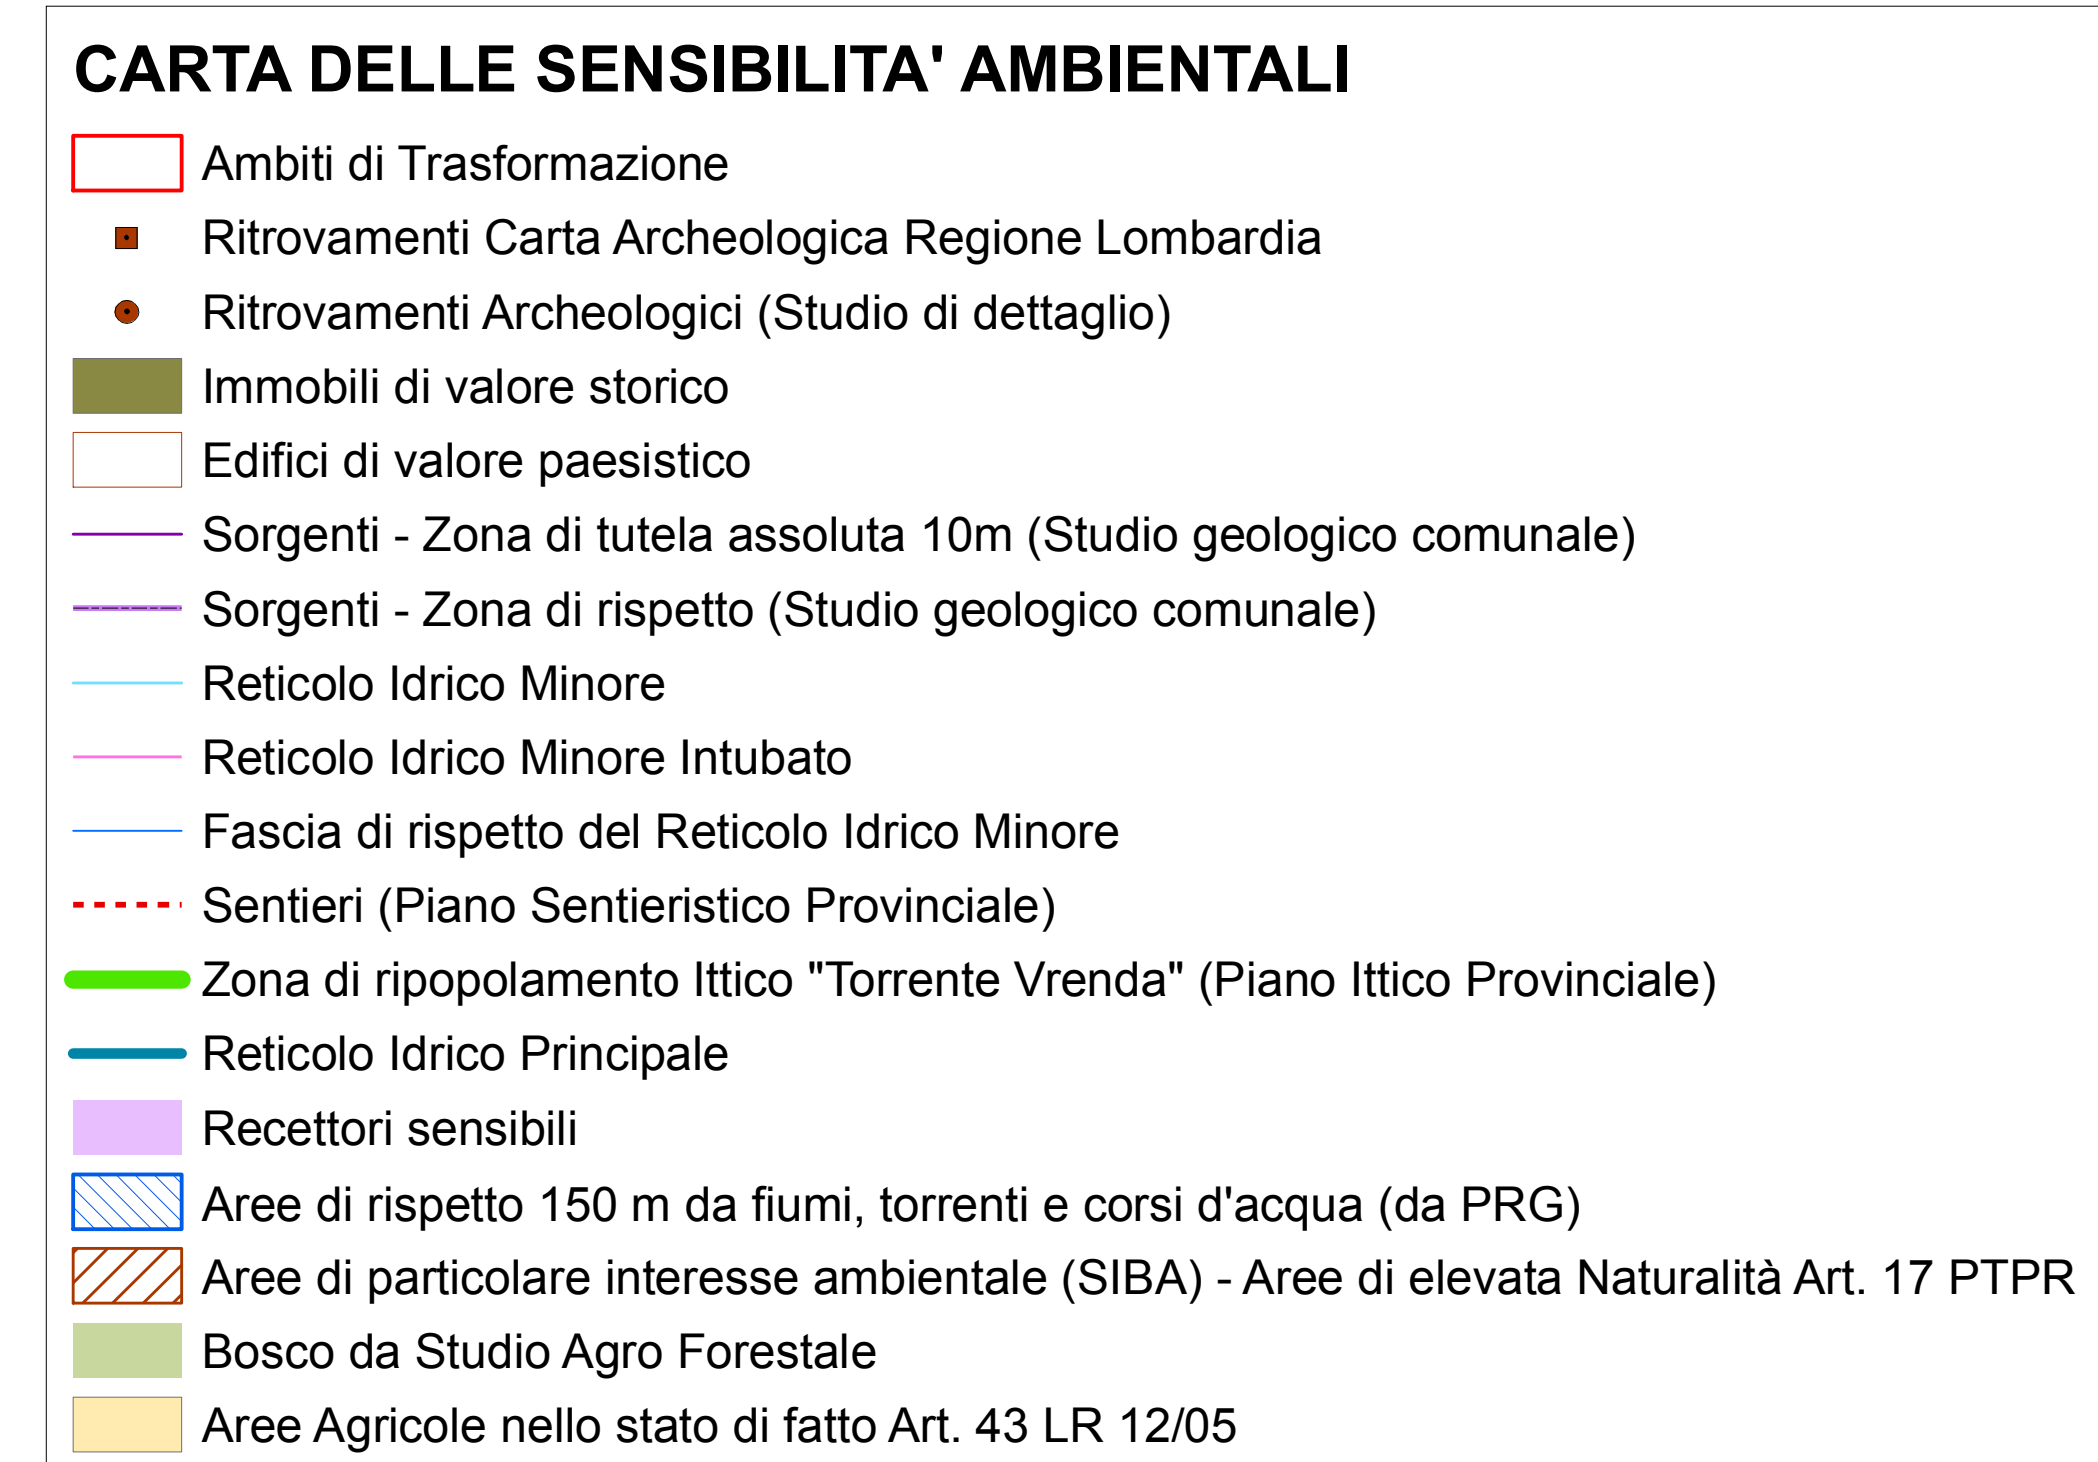 CARTA DELLE SENSIBILITA' AMBIENTALI
Ambiti di Trasformazione
Ritrovamenti Carta Archeologica Regione Lombardia
Ritrovamenti Archeologici (Studio di dettaglio)
Immobili di valore storico
Edifici di valore paesistico
Sorgenti - Zona di tutela assoluta 10m (Studio geologico comunale)
Sorgenti - Zona di rispetto (Studio geologico comunale)
Reticolo Idrico Minore
Reticolo Idrico Minore Intubato
Fascia di rispetto del Reticolo Idrico Minore
Sentieri (Piano Sentieristico Provinciale)
Zona di ripopolamento Ittico "Torrente Vrenda" (Piano Ittico Provinciale)
Reticolo Idrico Principale
Recettori sensibili
Aree di rispetto 150 m da fiumi, torrenti e corsi d'acqua (da PRG)
Aree di particolare interesse ambientale (SIBA) - Aree di elevata Naturalità Art. 17 PTPR
Bosco da Studio Agro Forestale
Aree Agricole nello stato di fatto Art. 43 LR 12/05